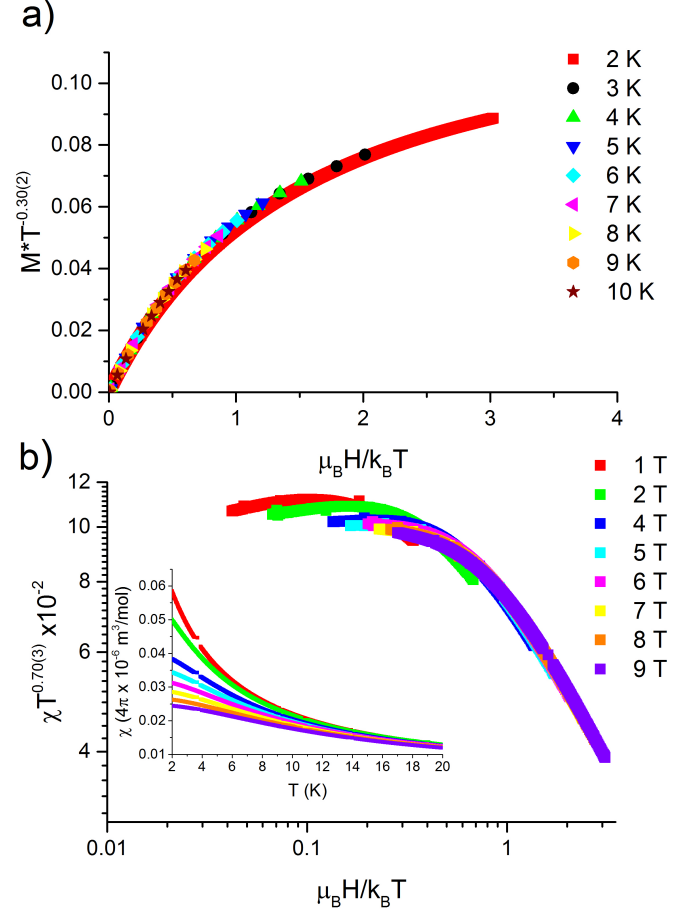 a)
M*T^-0.30(2)
0.10
0.08
0.06
0.04
0.02
0.00
0 1 2 3 4
μ_BH/k_BT
2 K
3 K
4 K
5 K
6 K
7 K
8 K
9 K
10 K
b)
χT^0.70(3) x10^-2
12
10
8
6
4
0.01 0.1 1
μ_BH/k_BT
1 T
2 T
4 T
5 T
6 T
7 T
8 T
9 T
χ (4π x 10^-6 m^3/mol)
0.06
0.05
0.04
0.03
0.02
0.01
2 4 6 8 10 12 14 16 18 20
T (K)